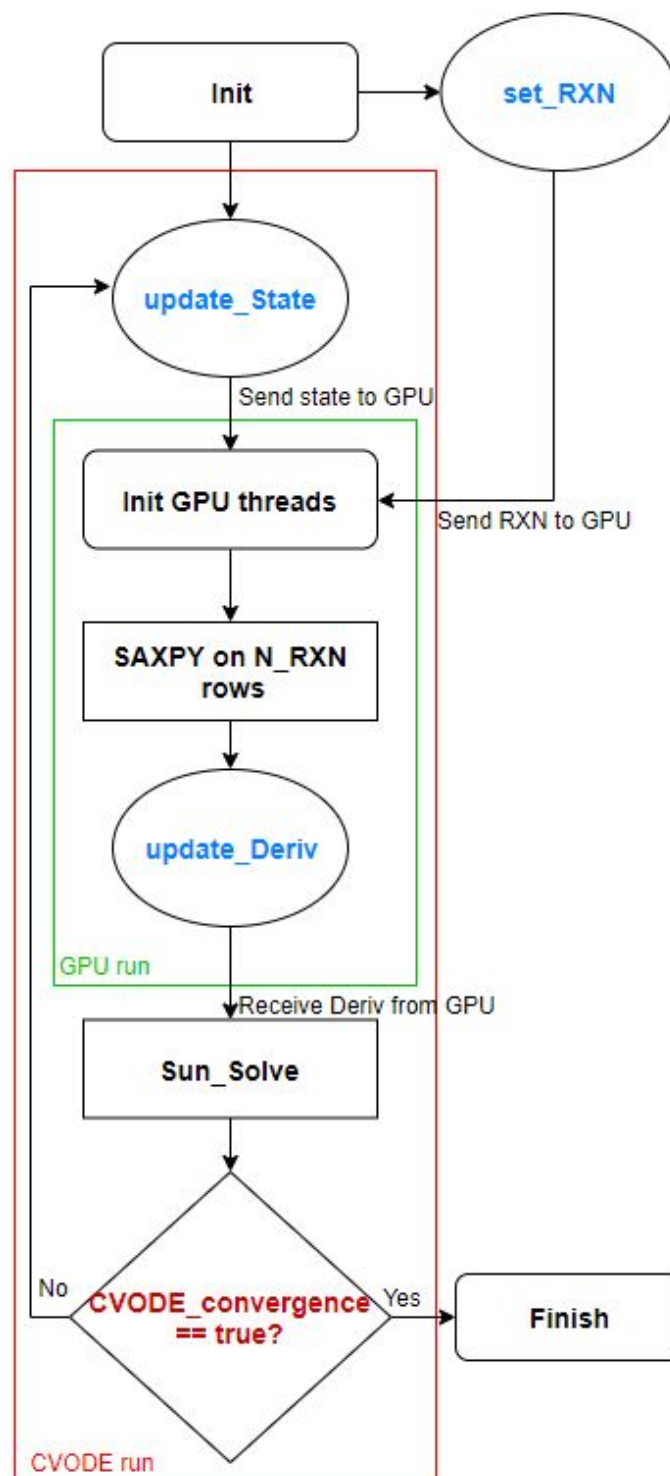 Init
set_RXN
update_State
Send state to GPU
Init GPU threads
Send RXN to GPU
SAXPY on N_RXN
rows
update_Deriv
GPU run
Receive Deriv from GPU
Sun_Solve
No
CVODE_convergence
== true?
Yes
Finish
CVODE run